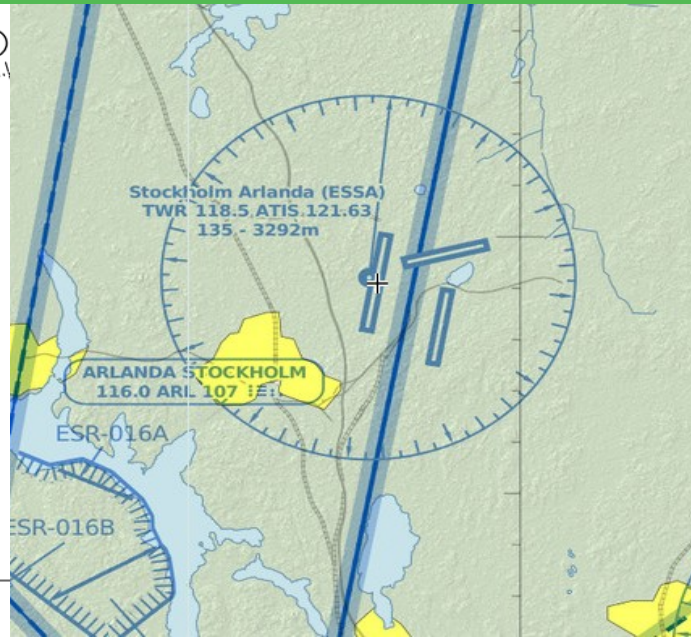 Stockholm Arlanda (ESSA)
TWR 118.5 ATIS 121.63
135 - 3292m
ARLANDA STOCKHOLM
116.0 ARL 107
ESR-016A
ESR-016B